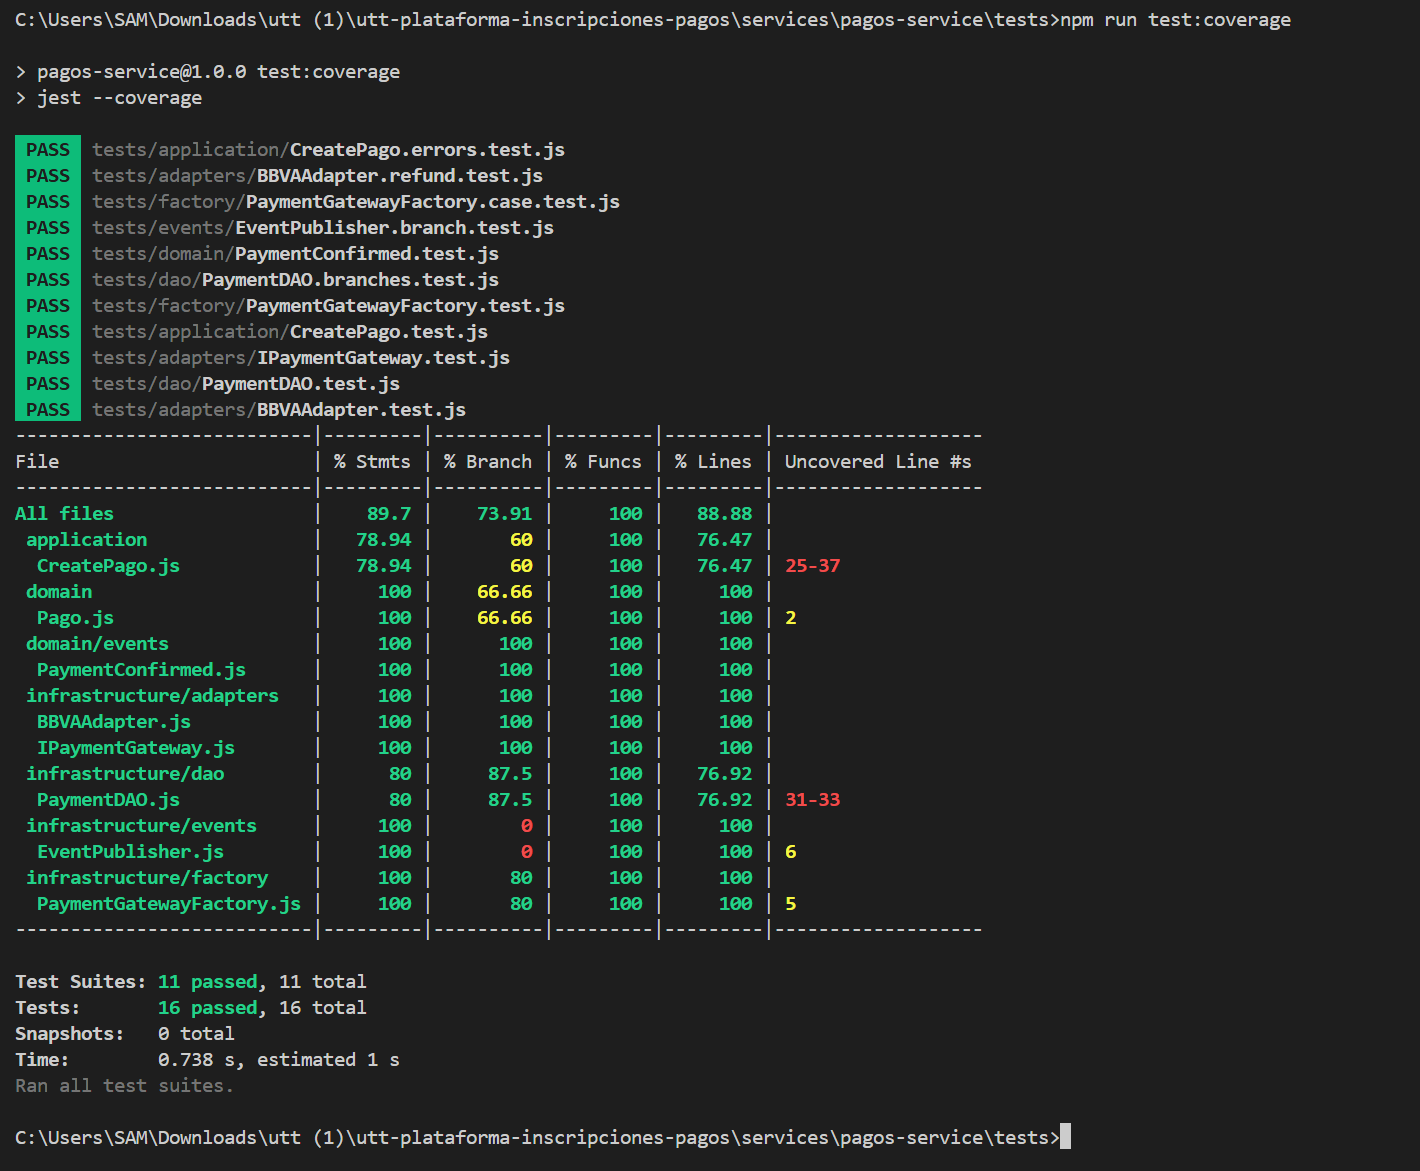 C:\Users\SAM\Downloads\utt (1)\utt-plataforma-inscripciones-pagos\services\pagos-service\tests>npm run test:coverage
> pagos-service@1.0.0 test:coverage
> jest --coverage
PASS tests/application/CreatePago.errors.test.js
PASS tests/adapters/BBVAAdapter.refund.test.js
PASS tests/factory/PaymentGatewayFactory.case.test.js
PASS tests/events/EventPublisher.branch.test.js
PASS tests/domain/PaymentConfirmed.test.js
PASS tests/dao/PaymentDAO.branches.test.js
PASS tests/factory/PaymentGatewayFactory.test.js
PASS tests/application/CreatePago.test.js
PASS tests/adapters/IPaymentGateway.test.js
PASS tests/dao/PaymentDAO.test.js
PASS tests/adapters/BBVAAdapter.test.js
---------------------------|---------|----------|---------|---------|-------------------
File                       | % Stmts | % Branch | % Funcs | % Lines | Uncovered Line #s
---------------------------|---------|----------|---------|---------|-------------------
All files                  |    89.7 |    73.91 |     100 |   88.88 |
 application               |   78.94 |       60 |     100 |   76.47 |
  CreatePago.js            |   78.94 |       60 |     100 |   76.47 | 25-37
 domain                    |     100 |    66.66 |     100 |     100 |
  Pago.js                  |     100 |    66.66 |     100 |     100 | 2
 domain/events             |     100 |      100 |     100 |     100 |
  PaymentConfirmed.js      |     100 |      100 |     100 |     100 |
 infrastructure/adapters   |     100 |      100 |     100 |     100 |
  BBVAAdapter.js           |     100 |      100 |     100 |     100 |
  IPaymentGateway.js       |     100 |      100 |     100 |     100 |
 infrastructure/dao        |      80 |     87.5 |     100 |   76.92 |
  PaymentDAO.js            |      80 |     87.5 |     100 |   76.92 | 31-33
 infrastructure/events     |     100 |        0 |     100 |     100 |
  EventPublisher.js        |     100 |        0 |     100 |     100 | 6
 infrastructure/factory    |     100 |       80 |     100 |     100 |
  PaymentGatewayFactory.js |     100 |       80 |     100 |     100 | 5
---------------------------|---------|----------|---------|---------|-------------------
Test Suites: 11 passed, 11 total
Tests:       16 passed, 16 total
Snapshots:   0 total
Time:        0.738 s, estimated 1 s
Ran all test suites.
C:\Users\SAM\Downloads\utt (1)\utt-plataforma-inscripciones-pagos\services\pagos-service\tests>